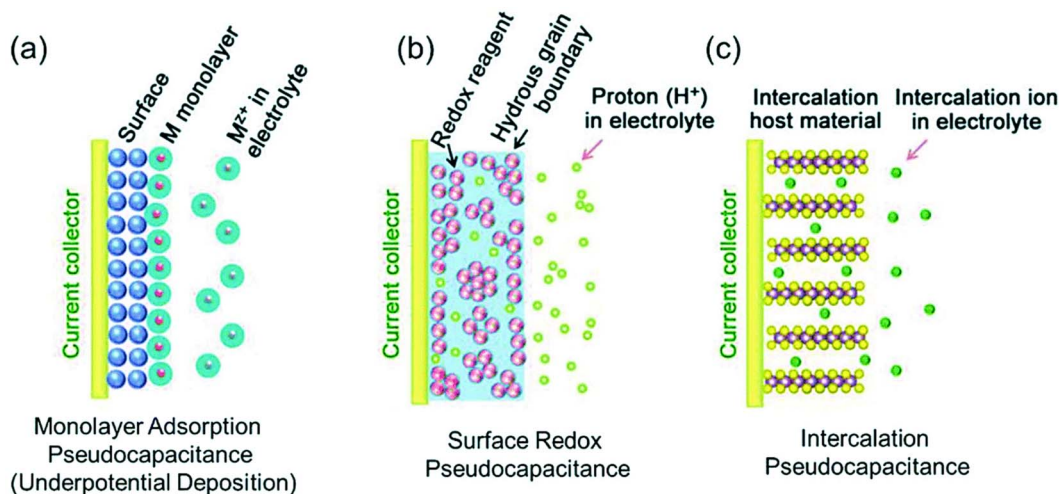 (a)
Surface
M monolayer
M²⁺ in
electrolyte
Current collector
Monolayer Adsorption
Pseudocapacitance
(Underpotential Deposition)
(b)
Redox reagent
Hydrous grain
boundary
Proton (H⁺)
in electrolyte
Current collector
Surface Redox
Pseudocapacitance
(c)
Intercalation
host material
Intercalation ion
in electrolyte
Current collector
Intercalation
Pseudocapacitance